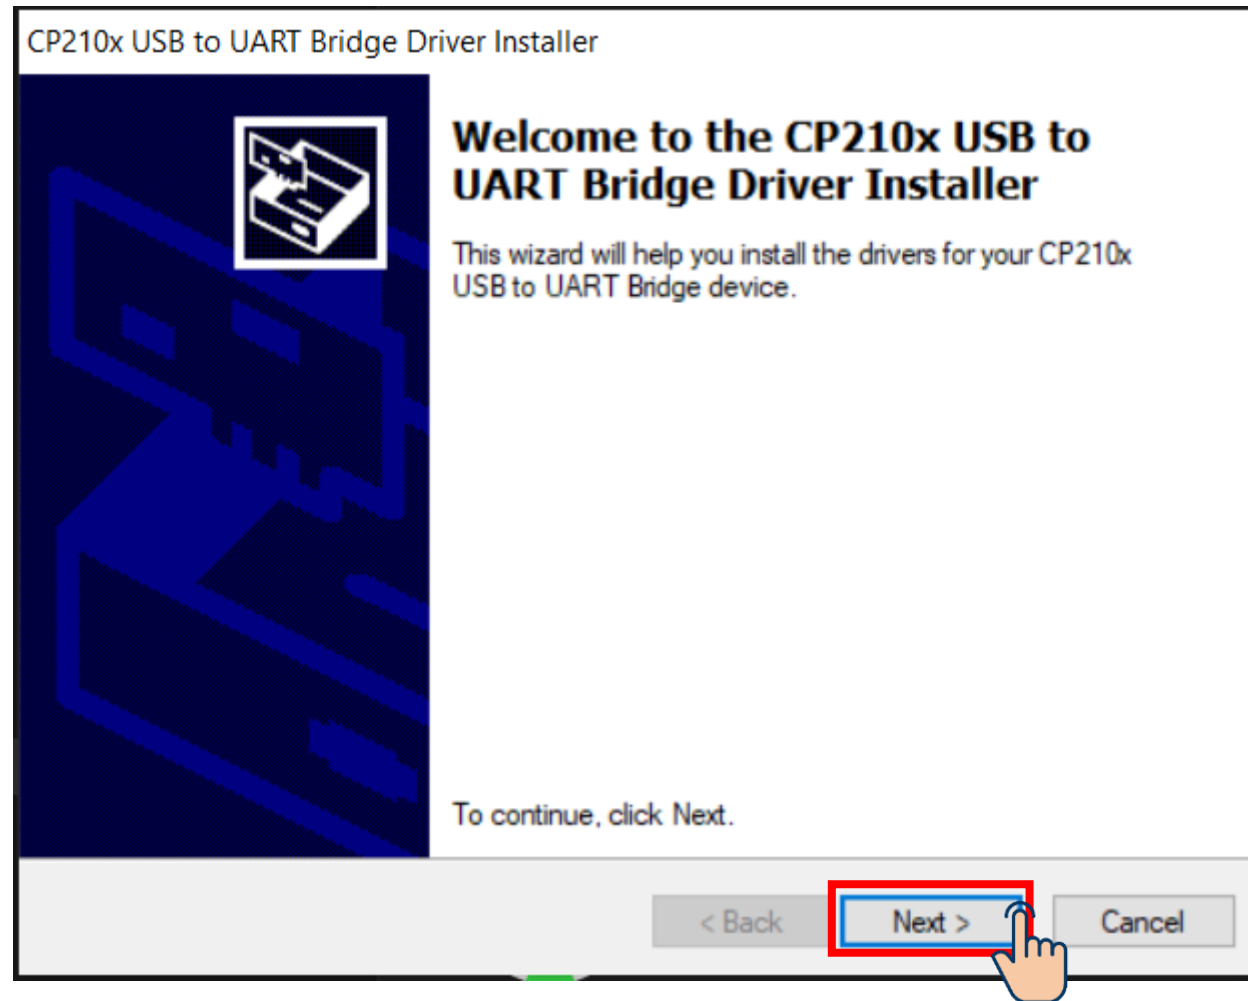 CP210x USB to UART Bridge Driver Installer
Welcome to the CP210x USB to
UART Bridge Driver Installer
This wizard will help you install the drivers for your CP210x
USB to UART Bridge device.
To continue, click Next.
< Back
Next >
Cancel